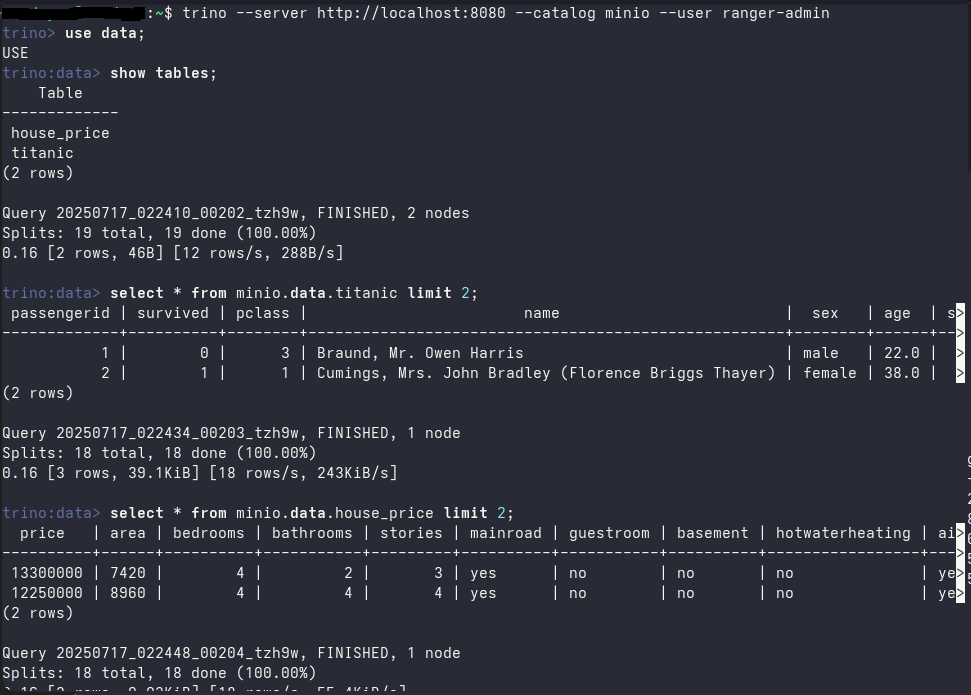 :~$ trino --server http://localhost:8080 --catalog minio --user ranger-admin
trino> use data;
USE
trino:data> show tables;
    Table
-------------
 house_price
 titanic
(2 rows)

Query 20250717_022410_00202_tzh9w, FINISHED, 2 nodes
Splits: 19 total, 19 done (100.00%)
0.16 [2 rows, 46B] [12 rows/s, 288B/s]

trino:data> select * from minio.data.titanic limit 2;
 passengerid | survived | pclass |                        name                         |  sex   | age  | s>
-------------+----------+--------+-----------------------------------------------------+--------+------+-->
           1 |        0 |      3 | Braund, Mr. Owen Harris                             | male   | 22.0 |  >
           2 |        1 |      1 | Cumings, Mrs. John Bradley (Florence Briggs Thayer) | female | 38.0 |  >
(2 rows)

Query 20250717_022434_00203_tzh9w, FINISHED, 1 node
Splits: 18 total, 18 done (100.00%)
0.16 [3 rows, 39.1KiB] [18 rows/s, 243KiB/s]

trino:data> select * from minio.data.house_price limit 2;
  price   | area | bedrooms | bathrooms | stories | mainroad | guestroom | basement | hotwaterheating | ai>
----------+------+----------+-----------+---------+----------+-----------+----------+-----------------+--->
 13300000 | 7420 |        4 |         2 |       3 | yes      | no        | no       | no              | ye>
 12250000 | 8960 |        4 |         4 |       4 | yes      | no        | no       | no              | ye>
(2 rows)

Query 20250717_022448_00204_tzh9w, FINISHED, 1 node
Splits: 18 total, 18 done (100.00%)